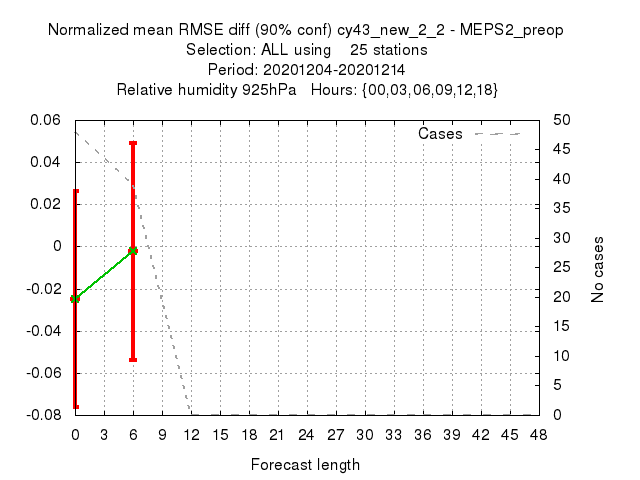 Normalized mean RMSE diff (90% conf) cy43_new_2_2 - MEPS2_preop
Selection: ALL using 25 stations
Period: 20201204-20201214
Relative humidity 925hPa Hours: {00,03,06,09,12,18}
Cases
0.06
0.04
0.02
0
-0.02
-0.04
-0.06
-0.08
50
45
40
35
30
25
20
15
10
5
0
No cases
0 3 6 9 12 15 18 21 24 27 30 33 36 39 42 45 48
Forecast length